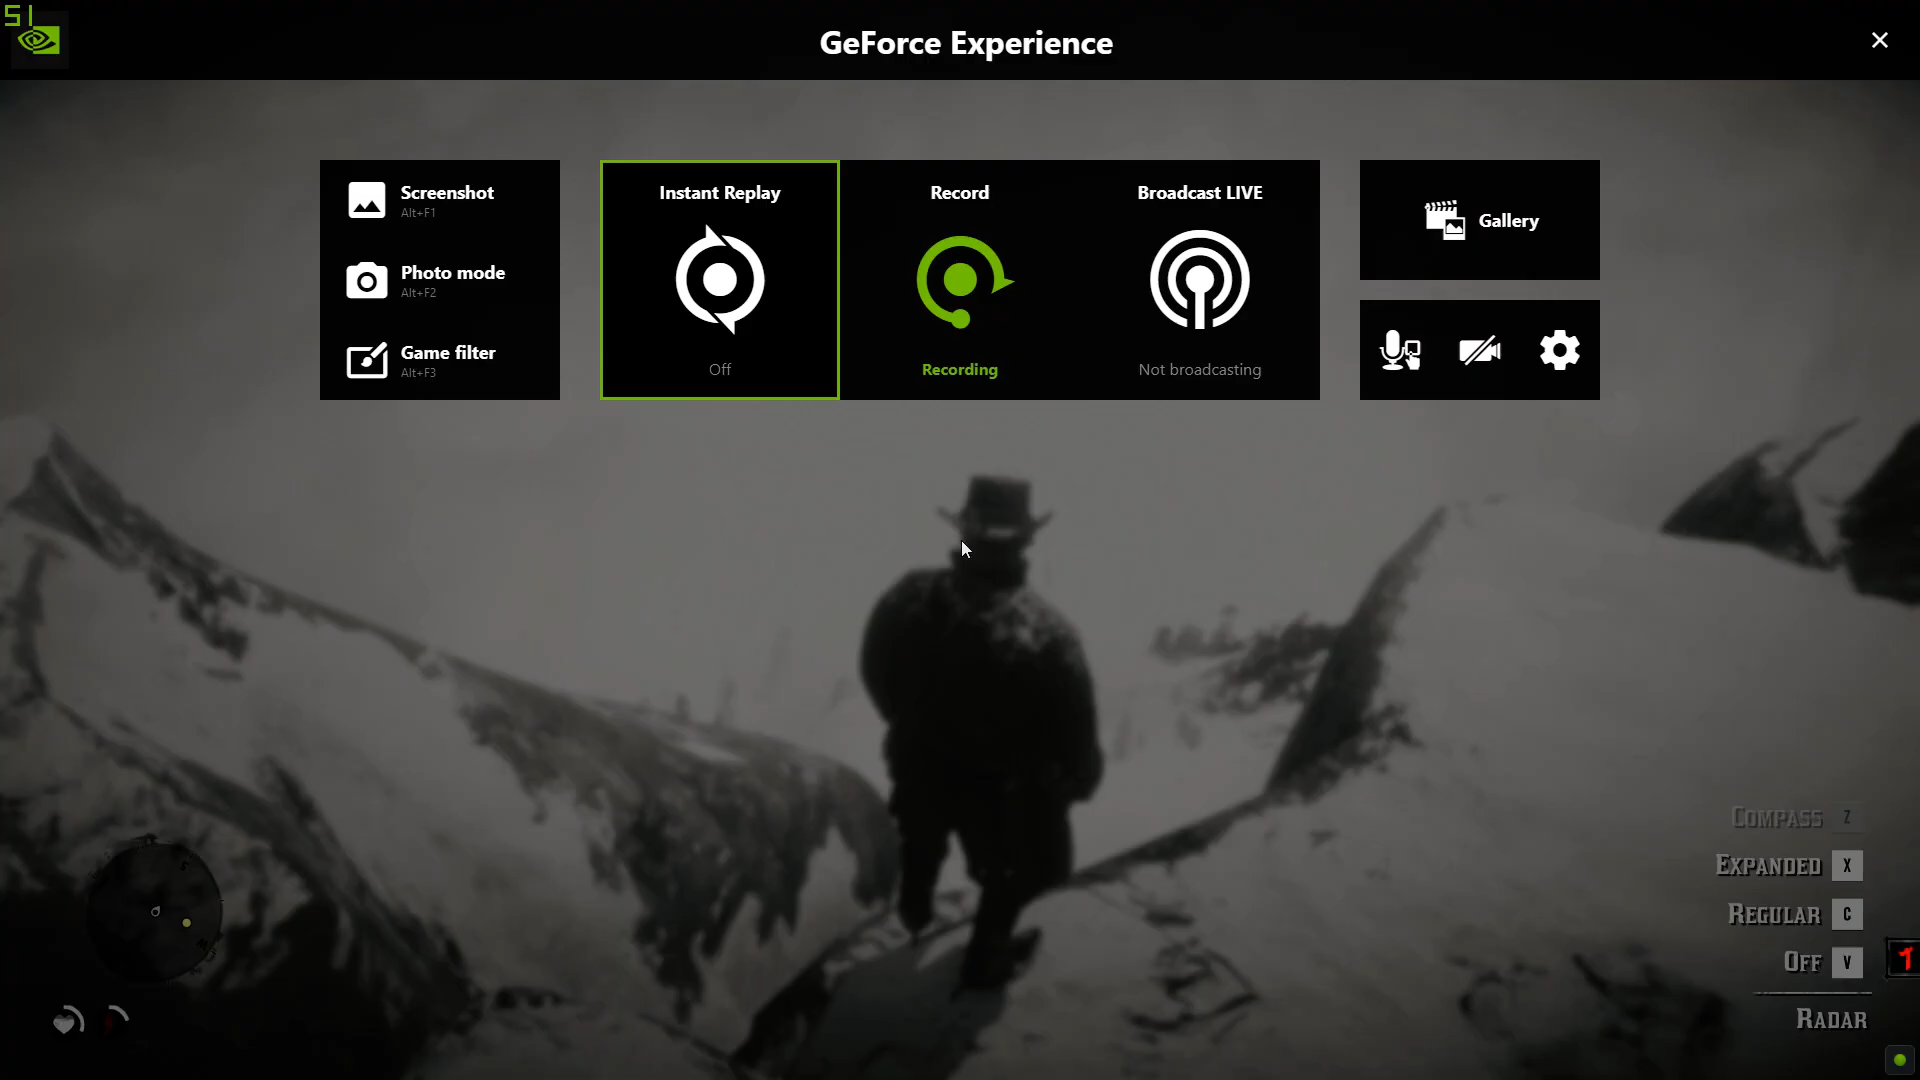 51
GeForce Experience
Screenshot
Alt+F1
Photo mode
Alt+F2
Game filter
Alt+F3
Instant Replay
Off
Record
Recording
Broadcast LIVE
Not broadcasting
Gallery
COMPASS Z
EXPANDED X
REGULAR C
OFF V
1
RADAR